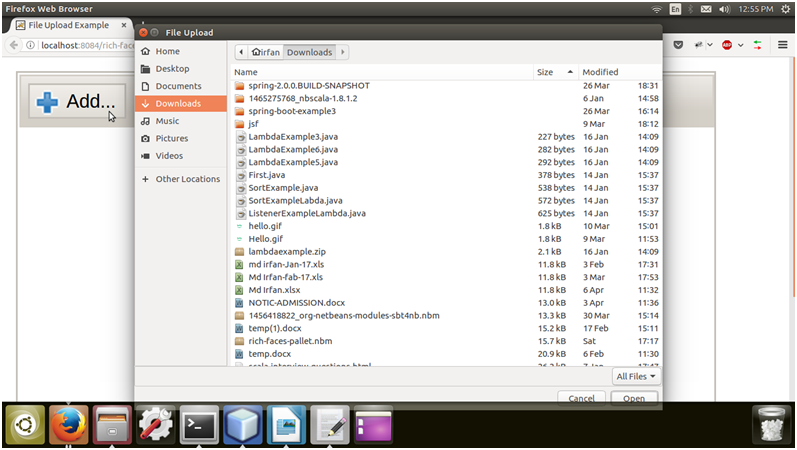 Firefox Web Browser
En
12:55 PM
File Upload Example
localhost:8084/rich-face
ABP
Add...
File Upload
irfan Downloads
Home
Desktop
Documents
Downloads
Music
Pictures
Videos
Other Locations
Name Size Modified
spring-2.0.0.BUILD-SNAPSHOT 26 Mar 18:31
1465275768_nbscala-1.8.1.2 6 Jan 14:58
spring-boot-example3 26 Mar 16:14
jsf 9 Mar 18:12
LambdaExample3.java 227 bytes 16 Jan 14:09
LambdaExample6.java 282 bytes 16 Jan 14:09
LambdaExample5.java 292 bytes 16 Jan 14:09
First.java 378 bytes 14 Jan 15:37
SortExample.java 538 bytes 14 Jan 15:37
SortExampleLabda.java 572 bytes 14 Jan 15:37
ListenerExampleLambda.java 625 bytes 14 Jan 15:37
hello.gif 1.8 kB 10 Mar 15:01
Hello.gif 1.8 kB 9 Mar 11:53
lambdaexample.zip 2.1 kB 16 Jan 14:09
md irfan-Jan-17.xls 11.8 kB 3 Feb 17:31
Md Irfan-fab-17.xls 11.8 kB 3 Mar 17:53
Md Irfan.xlsx 11.8 kB 6 Apr 11:32
NOTIC-ADMISSION.docx 13.0 kB 3 Apr 11:36
1456418822_org-netbeans-modules-sbt4nb.nbm 13.3 kB 30 Mar 15:14
temp(1).docx 15.2 kB 17 Feb 15:11
rich-faces-pallet.nbm 15.7 kB Sat 17:17
temp.docx 20.9 kB 6 Feb 11:30
All Files
Cancel Open